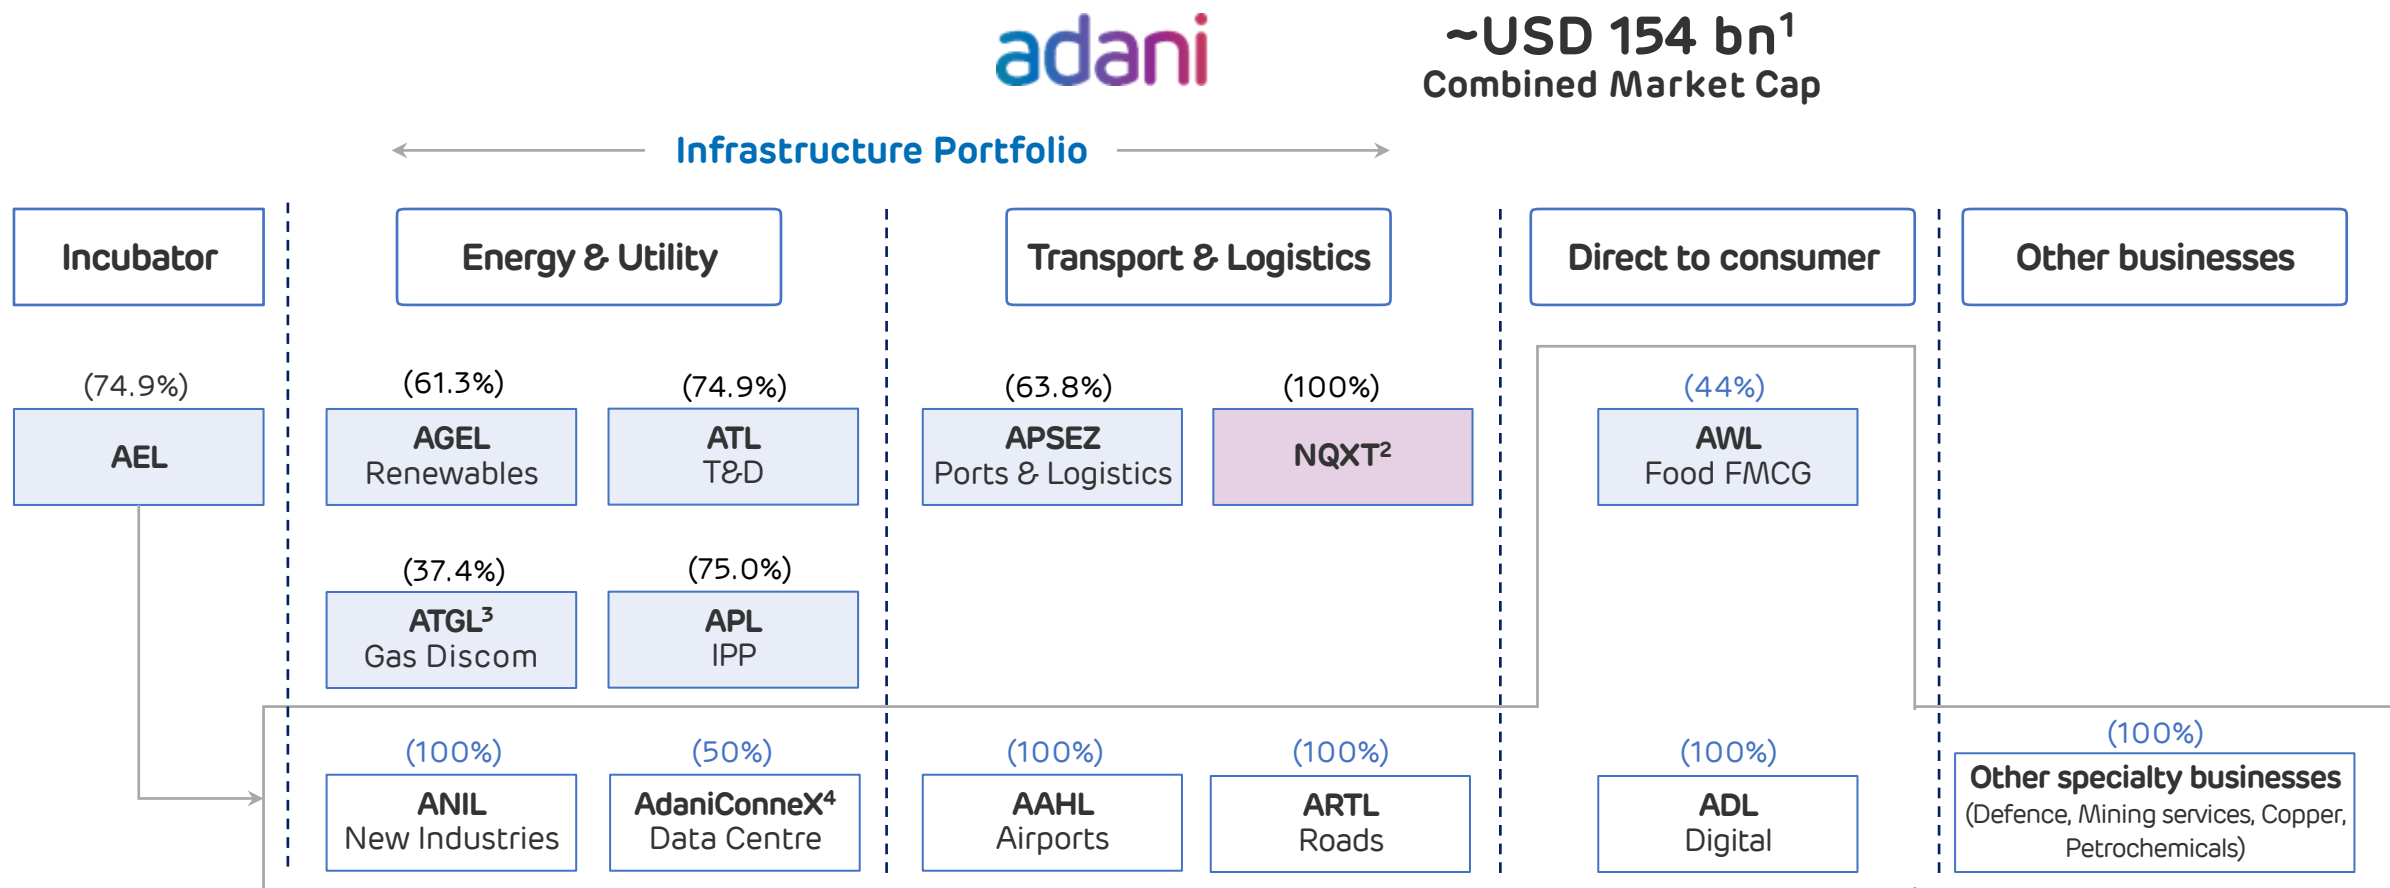 adani
~USD 154 bn¹
Combined Market Cap
Infrastructure Portfolio
Incubator
Energy & Utility
Transport & Logistics
Direct to consumer
Other businesses
(74.9%)
AEL
(61.3%)
AGEL
Renewables
(74.9%)
ATL
T&D
(63.8%)
APSEZ
Ports & Logistics
(100%)
NQXT²
(44%)
AWL
Food FMCG
(37.4%)
ATGL³
Gas Discom
(75.0%)
APL
IPP
(100%)
ANIL
New Industries
(50%)
AdaniConneX⁴
Data Centre
(100%)
AAHL
Airports
(100%)
ARTL
Roads
(100%)
ADL
Digital
(100%)
Other specialty businesses
(Defence, Mining services, Copper,
Petrochemicals)